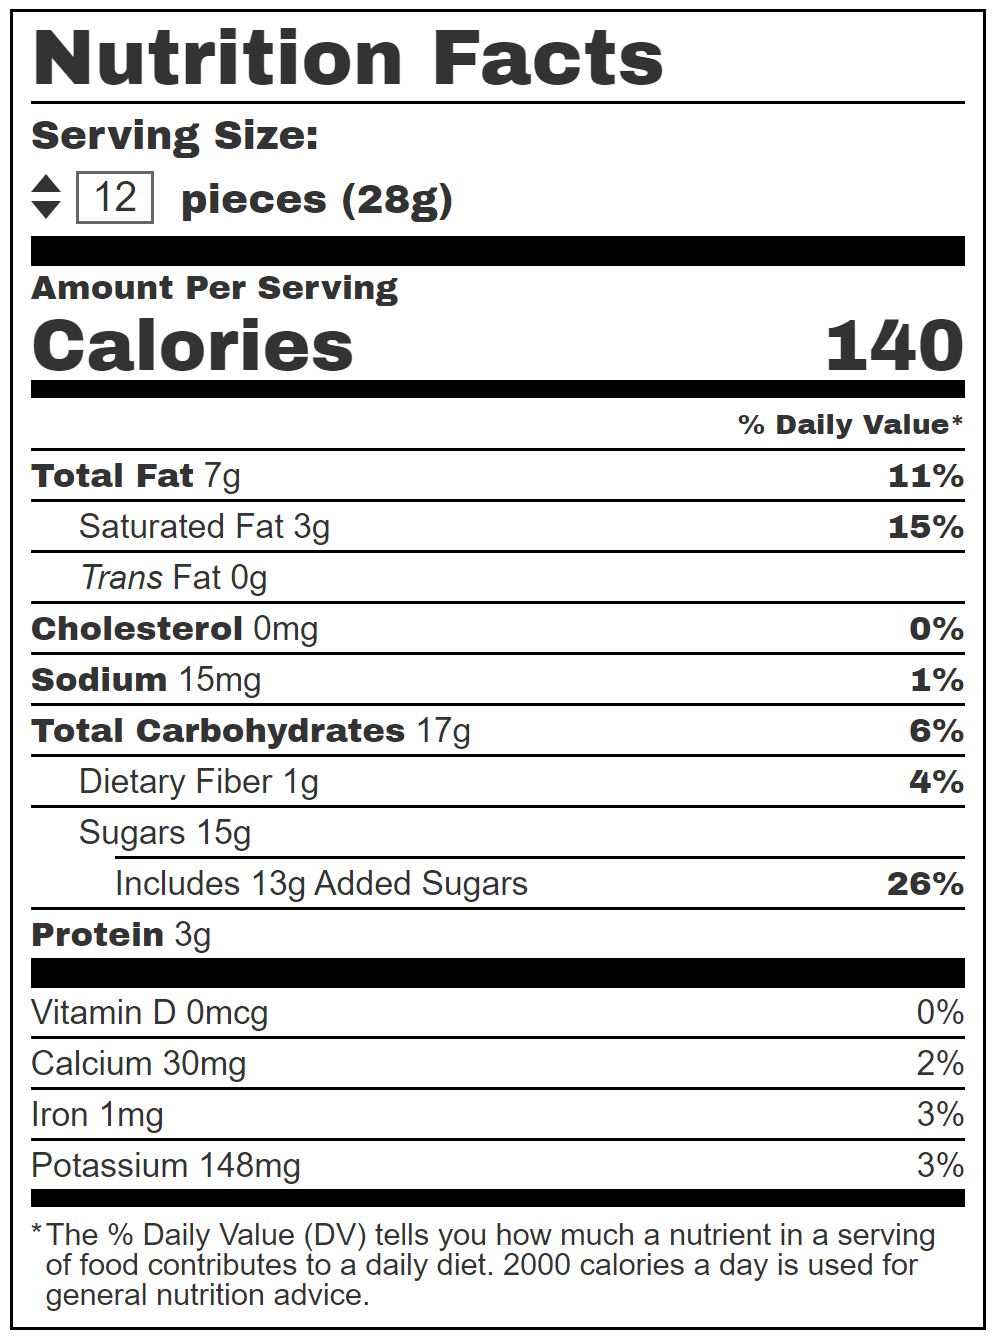 Nutrition Facts
Serving Size:
12 pieces (28g)
Amount Per Serving
Calories 140
% Daily Value*
Total Fat 7g 11%
Saturated Fat 3g 15%
Trans Fat 0g
Cholesterol 0mg 0%
Sodium 15mg 1%
Total Carbohydrates 17g 6%
Dietary Fiber 1g 4%
Sugars 15g
Includes 13g Added Sugars 26%
Protein 3g
Vitamin D 0mcg 0%
Calcium 30mg 2%
Iron 1mg 3%
Potassium 148mg 3%
*The % Daily Value (DV) tells you how much a nutrient in a serving
of food contributes to a daily diet. 2000 calories a day is used for
general nutrition advice.